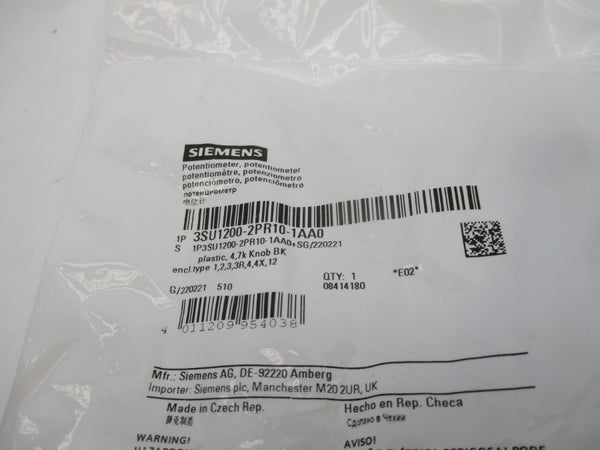 SIEMENS
Potentiometer, potentiometer
potentiomètre, potenziometro
potenciómetro, potenciômetro
потенциометр
电位计
1P 3SU1200-2PR10-1AA0
S 1P3SU1200-2PR10-1AA0+SG/220221
plastic, 4,7k Knob BK
encl.type 1,2,3,3R,4,4X,12
QTY: 1 *E02*
G/220221 510 08414180
4 011209 954038
Mfr.: Siemens AG, DE-92220 Amberg
Importer: Siemens plc, Manchester M20 2UR, UK
Made in Czech Rep. Hecho en Rep. Checa
捷克制造 Сделано в Чехии
WARNING! AVISO!